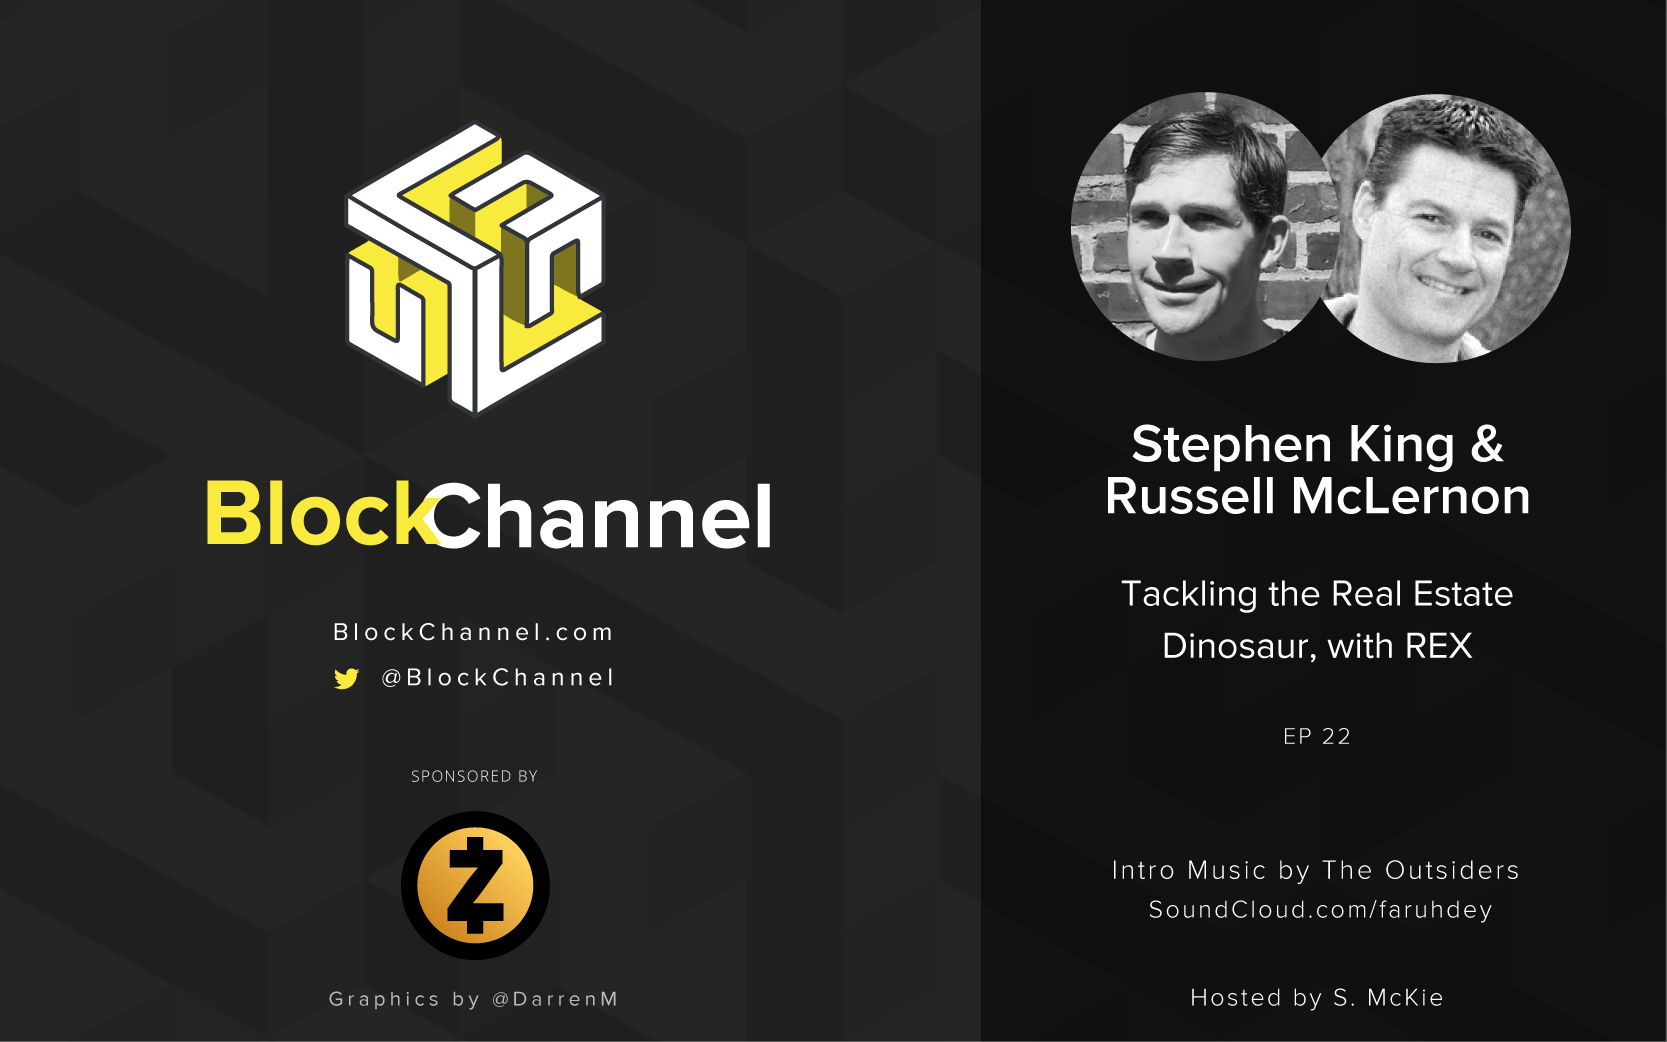 BlockChannel
BlockChannel.com
@BlockChannel
SPONSORED BY
Graphics by @DarrenM
Stephen King &
Russell McLernon
Tackling the Real Estate
Dinosaur, with REX
EP 22
Intro Music by The Outsiders
SoundCloud.com/faruhdey
Hosted by S. McKie